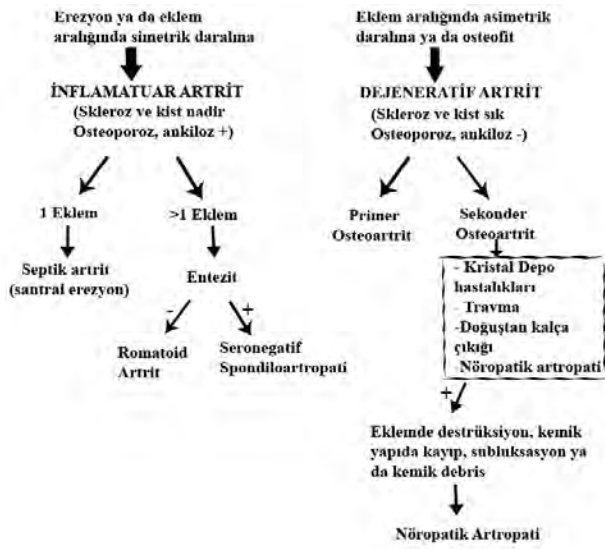 Erezyon ya da eklem
aralığında simetrik daralına
İNFLAMATUAR ARTRİT
(Skleroz ve kist nadir
Osteoporoz, ankiloz +)
1 Eklem
>1 Eklem
Septik artrit
(santral erezyon)
Entezit
-
+
Romatoid
Artrit
Seronegatif
Spondiloartropati
Eklem aralığında asimetrik
daralına ya da osteofit
DEJENERATİF ARTRİT
(Skleroz ve kist sık
Osteoporoz, ankiloz -)
Primer
Osteoartrit
Sekonder
Osteoartrit
- Kristal Depo
hastalıkları
- Travma
-Doğuştan kalça
çıkığı
-Nöropatik artropati
+
Eklemde destrüksiyon, kemik
yapıda kayıp, subluksasyon ya
da kemik debris
Nöropatik Artropati